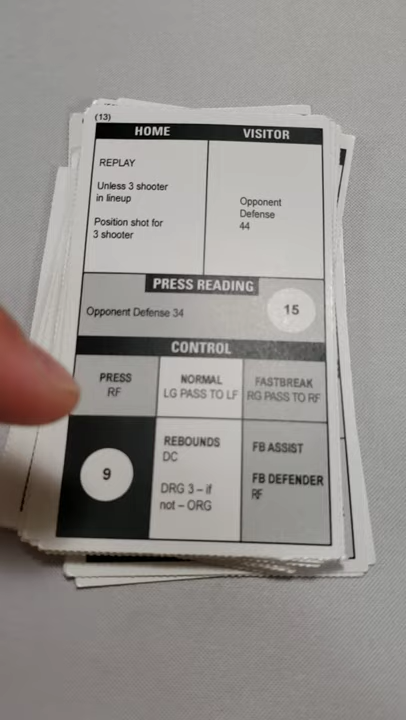 (13)
HOME
VISITOR
REPLAY
Unless 3 shooter
in lineup
Position shot for
3 shooter
Opponent
Defense
44
PRESS READING
Opponent Defense 34
15
CONTROL
PRESS
RF
NORMAL
LG PASS TO LF
FASTBREAK
RG PASS TO RF
9
REBOUNDS
DC
DRG 3 – if
not – ORG
FB ASSIST
FB DEFENDER
RF